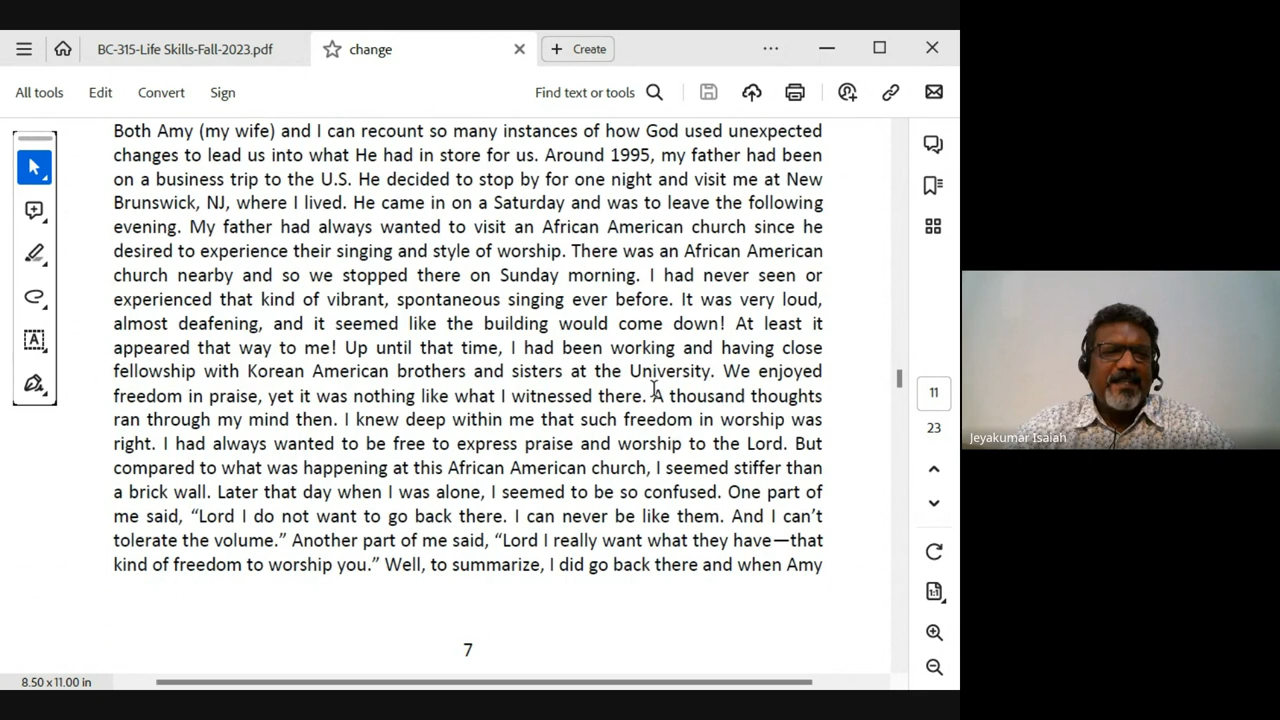 BC-315-Life Skills-Fall-2023.pdf
change
Create
All tools
Edit
Convert
Sign
Find text or tools
Both Amy (my wife) and I can recount so many instances of how God used unexpected
changes to lead us into what He had in store for us. Around 1995, my father had been
on a business trip to the U.S. He decided to stop by for one night and visit me at New
Brunswick, NJ, where I lived. He came in on a Saturday and was to leave the following
evening. My father had always wanted to visit an African American church since he
desired to experience their singing and style of worship. There was an African American
church nearby and so we stopped there on Sunday morning. I had never seen or
experienced that kind of vibrant, spontaneous singing ever before. It was very loud,
almost deafening, and it seemed like the building would come down! At least it
appeared that way to me! Up until that time, I had been working and having close
fellowship with Korean American brothers and sisters at the University. We enjoyed
freedom in praise, yet it was nothing like what I witnessed there. A thousand thoughts
ran through my mind then. I knew deep within me that such freedom in worship was
right. I had always wanted to be free to express praise and worship to the Lord. But
compared to what was happening at this African American church, I seemed stiffer than
a brick wall. Later that day when I was alone, I seemed to be so confused. One part of
me said, “Lord I do not want to go back there. I can never be like them. And I can’t
tolerate the volume.” Another part of me said, “Lord I really want what they have—that
kind of freedom to worship you.” Well, to summarize, I did go back there and when Amy
7
8.50 x 11.00 in
11
23
1:1
Jeyakumar Isaiah